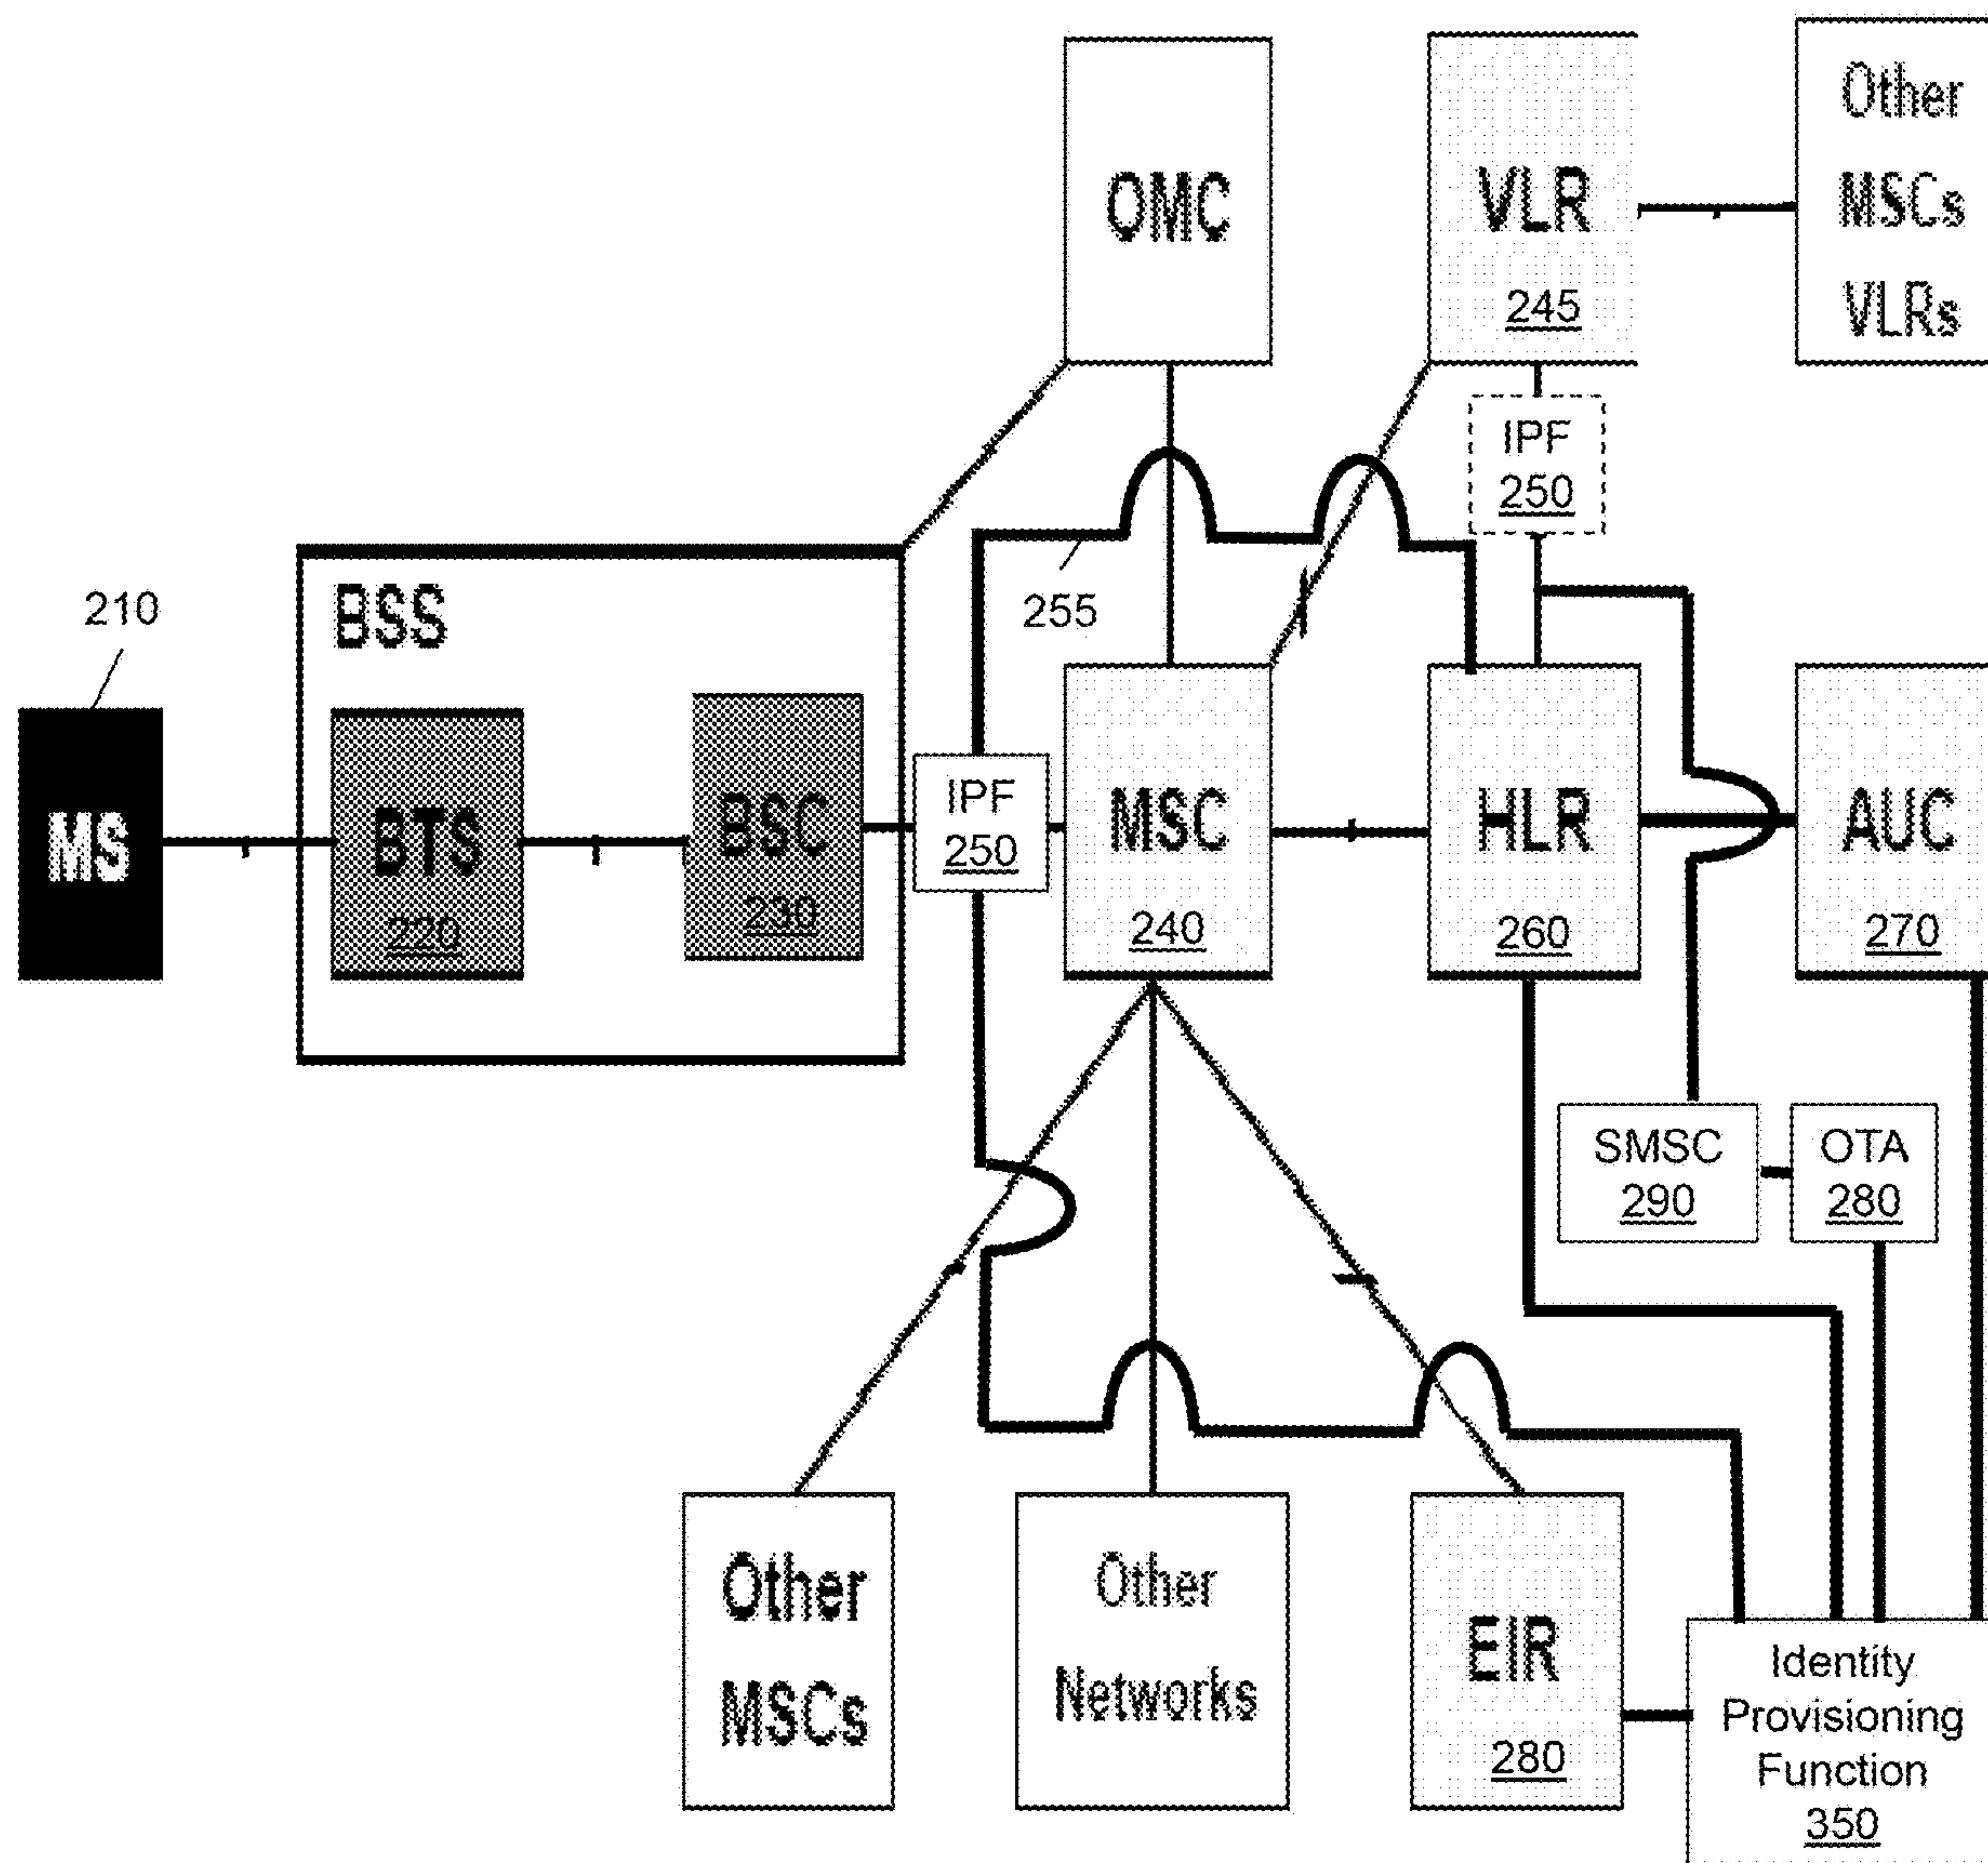 OMC
VLR
245
Other
MSCs
VLRs
IPF
250
210
BSS
255
MS
BTS
220
BSC
230
IPF
250
MSC
240
HLR
260
AUC
270
SMSC
290
OTA
280
Other
MSCs
Other
Networks
EIR
280
Identity
Provisioning
Function
350